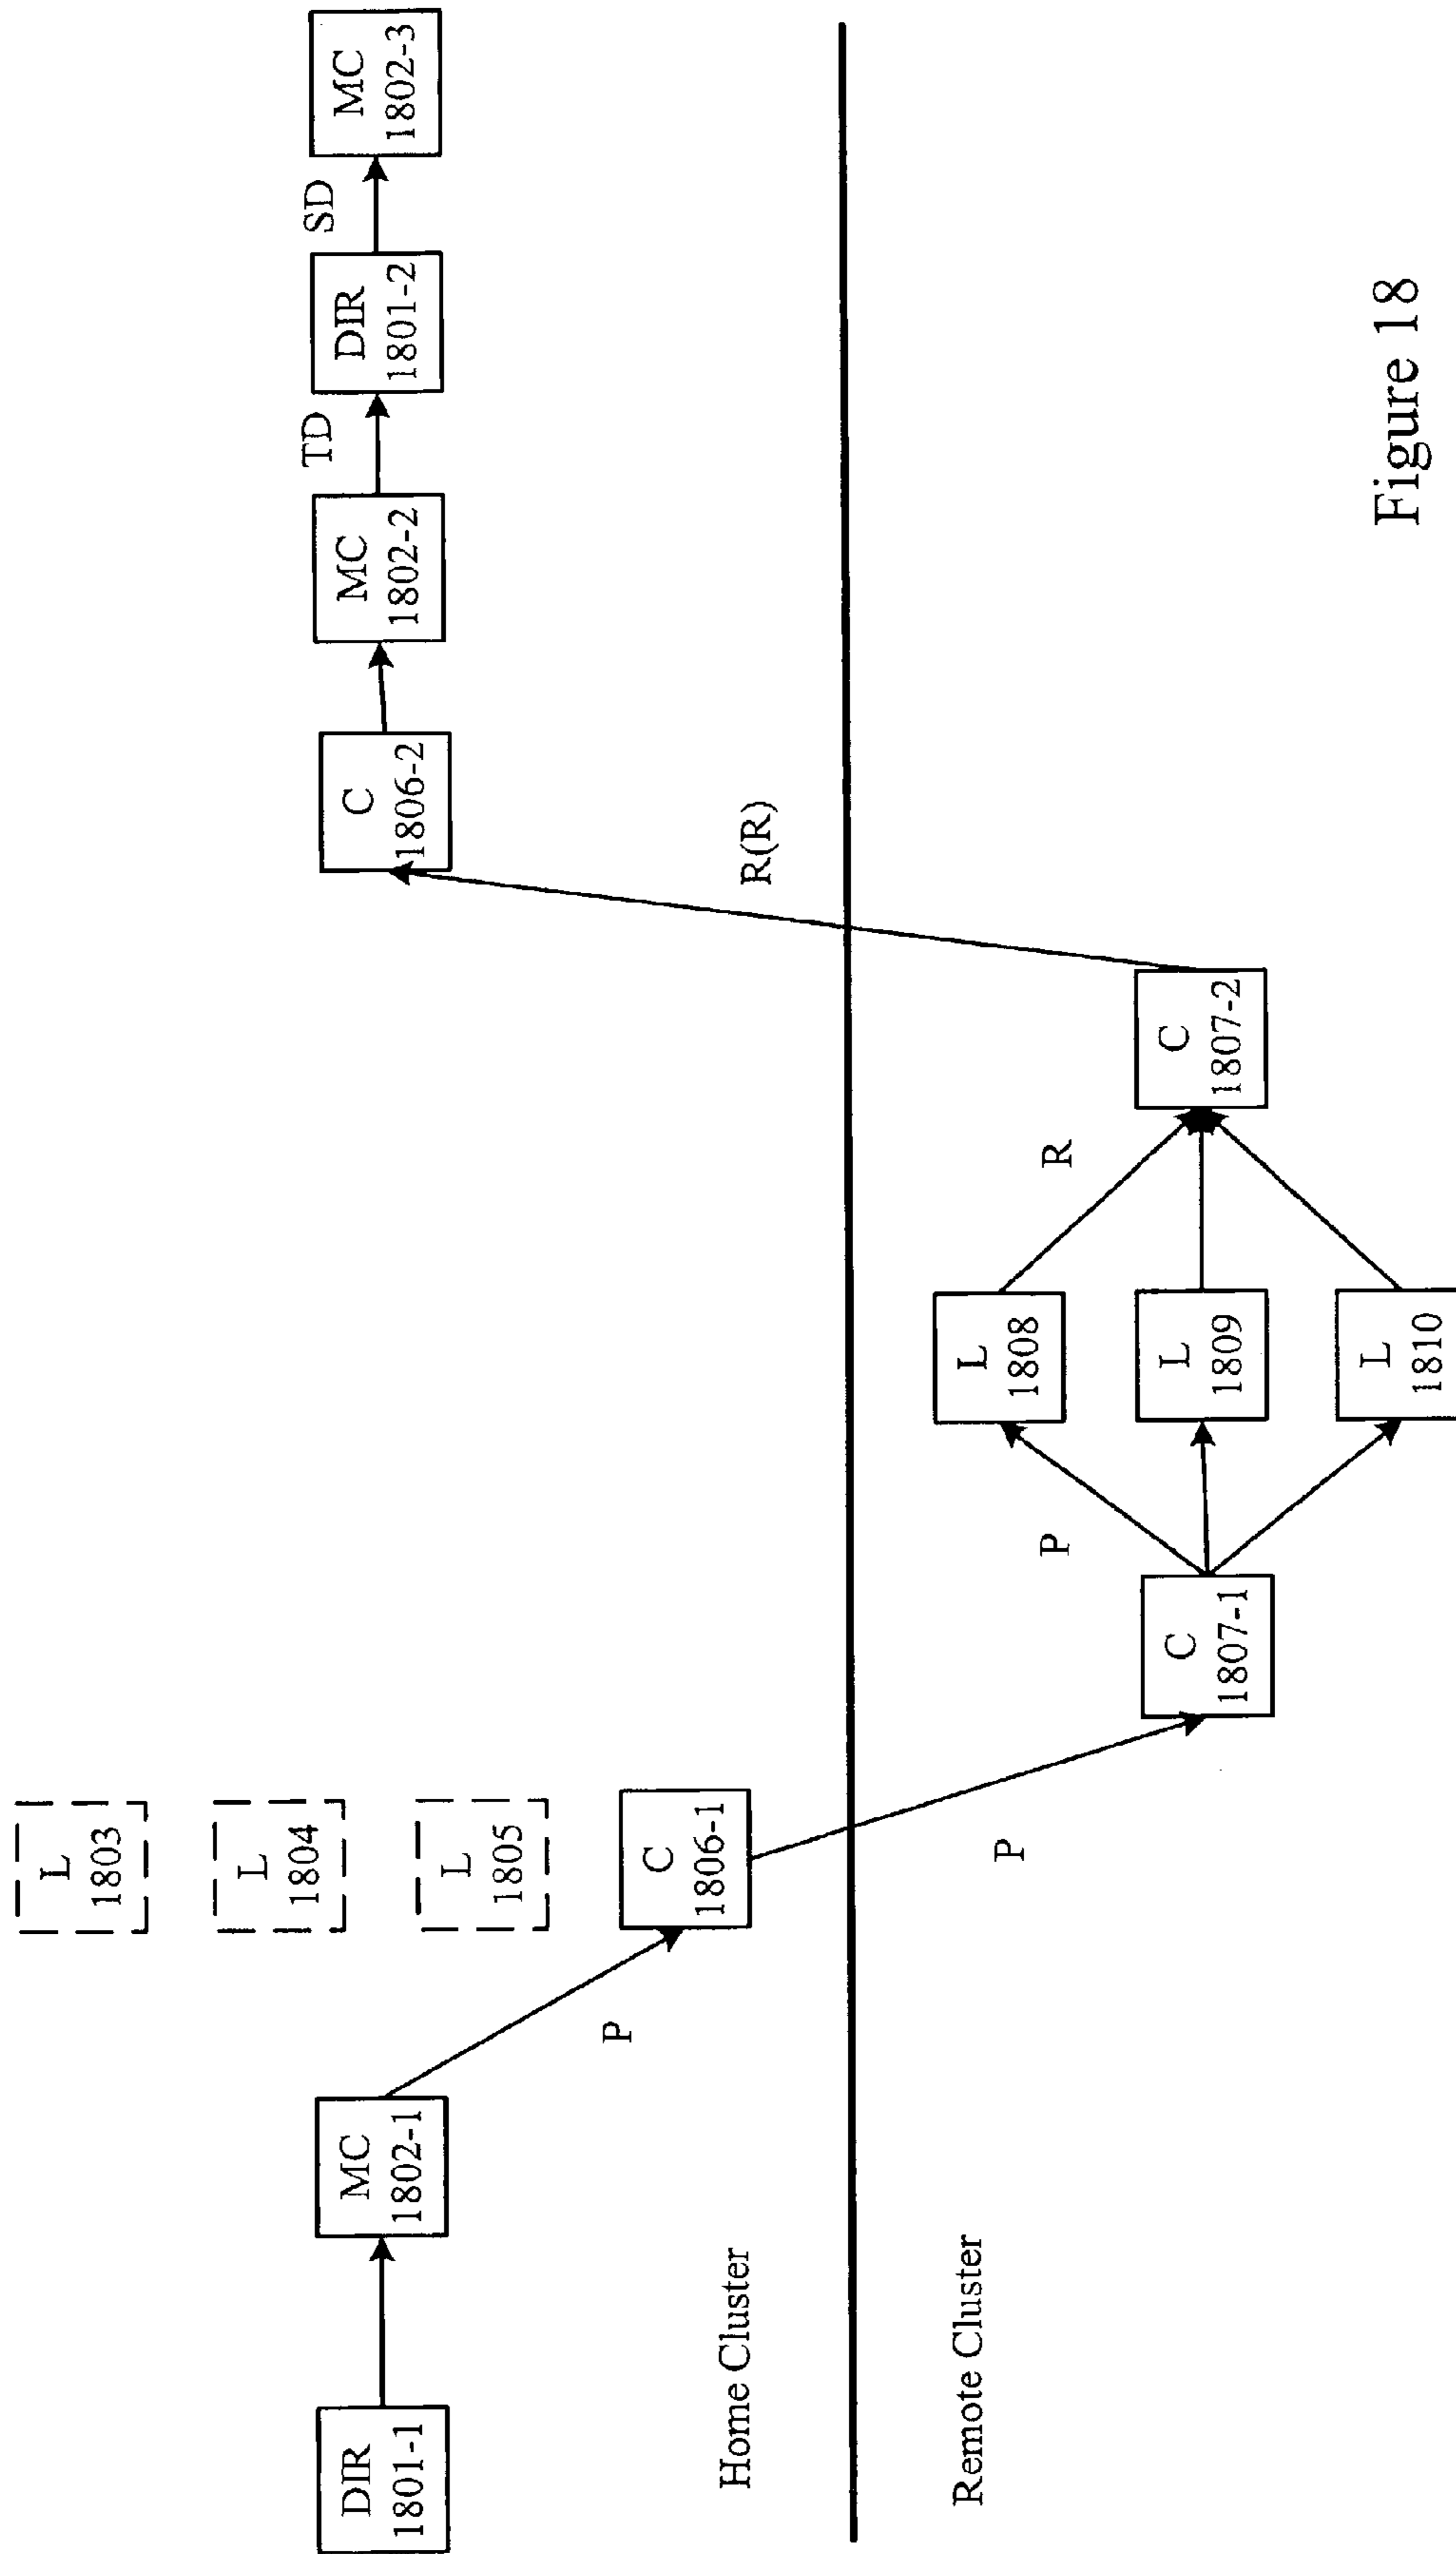 L
1803
L
1804
L
1805
DIR
1801-1
MC
1802-1
P
C
1806-1
C
1806-2
MC
1802-2
TD
DIR
1801-2
SD
MC
1802-3
Home Cluster
R(R)
Remote Cluster
P
C
1807-1
P
L
1808
L
1809
L
1810
R
C
1807-2
Figure 18